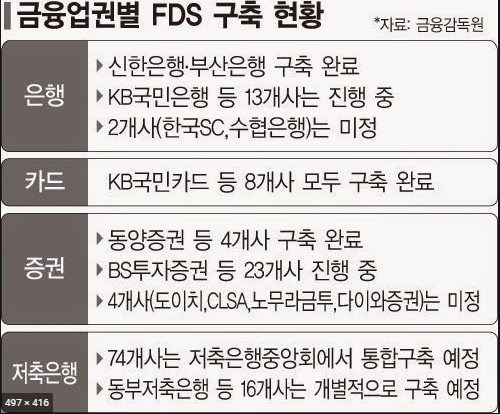 금융업권별 FDS 구축 현황
*자료: 금융감독원
은행
신한은행·부산은행 구축 완료
KB국민은행 등 13개사는 진행 중
2개사(한국SC,수협은행)는 미정
카드
KB국민카드 등 8개사 모두 구축 완료
증권
동양증권 등 4개사 구축 완료
BS투자증권 등 23개사 진행 중
4개사(도이치,CLSA,노무라금투,다이와증권)는 미정
저축은행
74개사는 저축은행중앙회에서 통합구축 예정
동부저축은행 등 16개사는 개별적으로 구축 예정
497 × 416